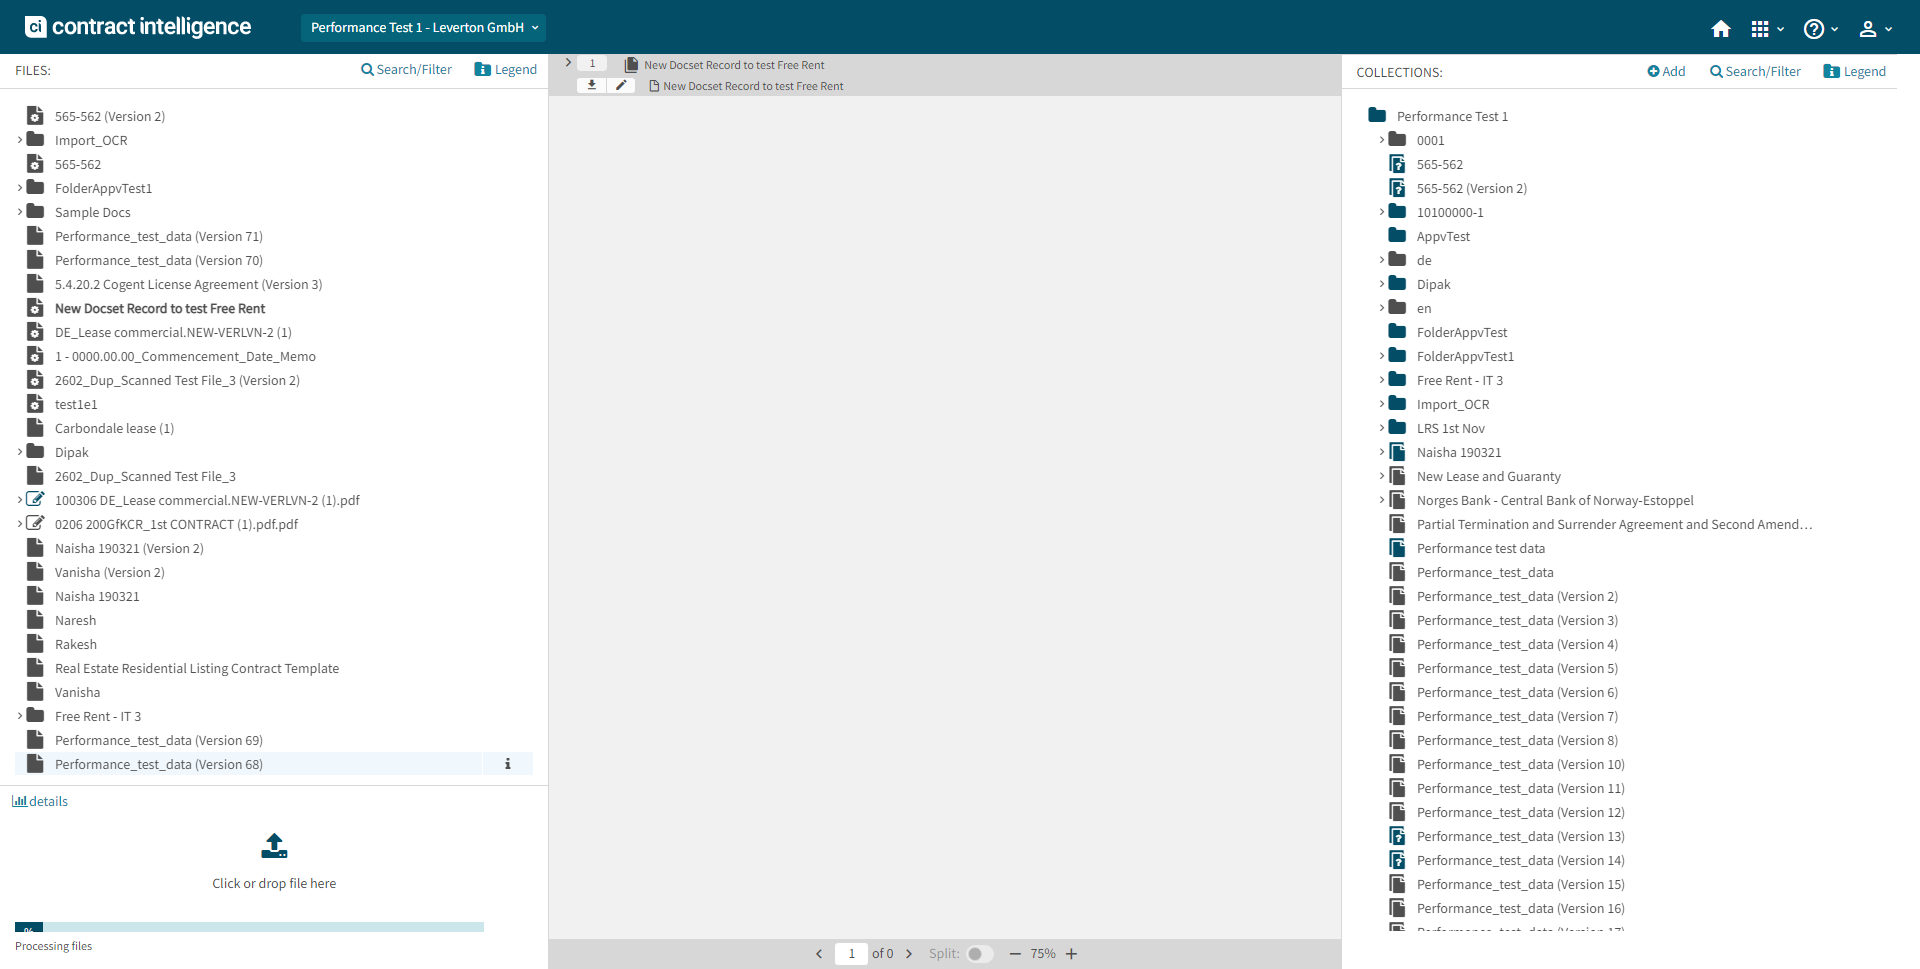 ci contract intelligence
Performance Test 1 - Leverton GmbH
FILES:
Search/Filter
Legend
565-562 (Version 2)
Import_OCR
565-562
FolderAppvTest1
Sample Docs
Performance_test_data (Version 71)
Performance_test_data (Version 70)
5.4.20.2 Cogent License Agreement (Version 3)
New Docset Record to test Free Rent
DE_Lease commercial.NEW-VERLVN-2 (1)
1 - 0000.00.00_Commencement_Date_Memo
2602_Dup_Scanned Test File_3 (Version 2)
test1e1
Carbondale lease (1)
Dipak
2602_Dup_Scanned Test File_3
100306 DE_Lease commercial.NEW-VERLVN-2 (1).pdf
0206 200GfKCR_1st CONTRACT (1).pdf.pdf
Naisha 190321 (Version 2)
Vanisha (Version 2)
Naisha 190321
Naresh
Rakesh
Real Estate Residential Listing Contract Template
Vanisha
Free Rent - IT 3
Performance_test_data (Version 69)
Performance_test_data (Version 68)
details
Click or drop file here
%
Processing files
1
New Docset Record to test Free Rent
New Docset Record to test Free Rent
1 of 0
Split:
75%
COLLECTIONS:
Add
Search/Filter
Legend
Performance Test 1
0001
565-562
565-562 (Version 2)
10100000-1
AppvTest
de
Dipak
en
FolderAppvTest
FolderAppvTest1
Free Rent - IT 3
Import_OCR
LRS 1st Nov
Naisha 190321
New Lease and Guaranty
Norges Bank - Central Bank of Norway-Estoppel
Partial Termination and Surrender Agreement and Second Amend...
Performance test data
Performance_test_data
Performance_test_data (Version 2)
Performance_test_data (Version 3)
Performance_test_data (Version 4)
Performance_test_data (Version 5)
Performance_test_data (Version 6)
Performance_test_data (Version 7)
Performance_test_data (Version 8)
Performance_test_data (Version 10)
Performance_test_data (Version 11)
Performance_test_data (Version 12)
Performance_test_data (Version 13)
Performance_test_data (Version 14)
Performance_test_data (Version 15)
Performance_test_data (Version 16)
Performance_test_data (Version 17)